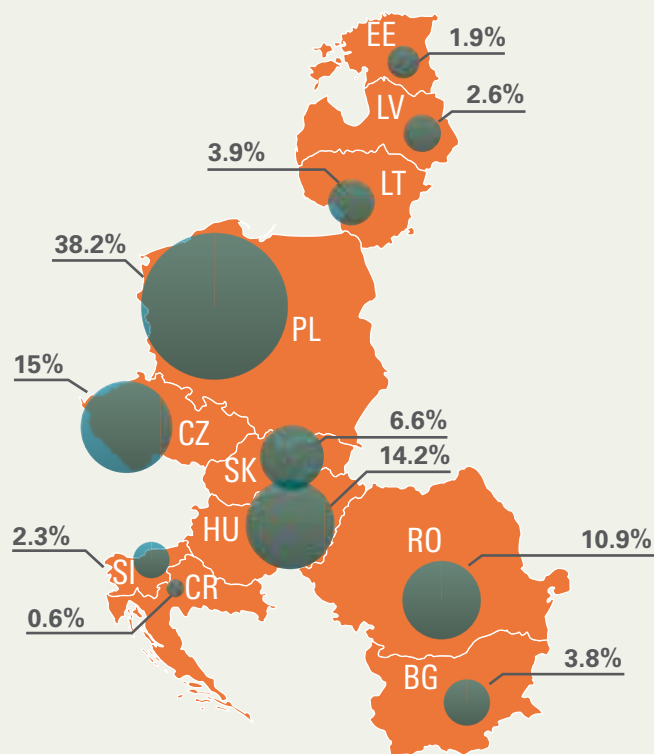 EE
1.9%
LV
2.6%
3.9%
LT
38.2%
PL
15%
CZ
6.6%
SK
14.2%
HU
RO
10.9%
2.3%
SI
CR
0.6%
3.8%
BG